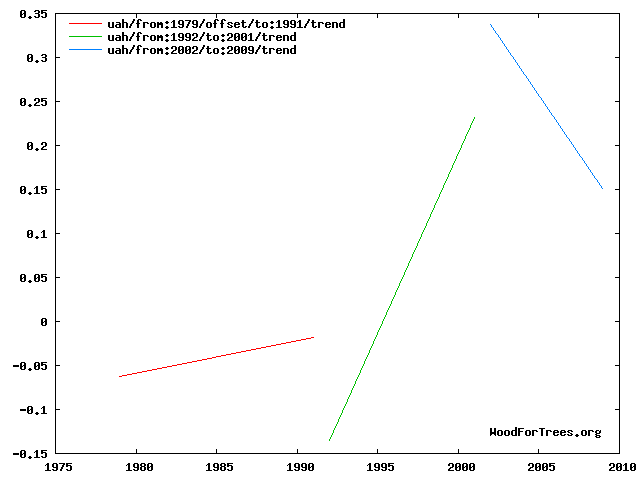 0.35
0.3
0.25
0.2
0.15
0.1
0.05
0
-0.05
-0.1
-0.15
uah/from:1979/offset/to:1991/trend
uah/from:1992/to:2001/trend
uah/from:2002/to:2009/trend
WoodForTrees.org
1975 1980 1985 1990 1995 2000 2005 2010